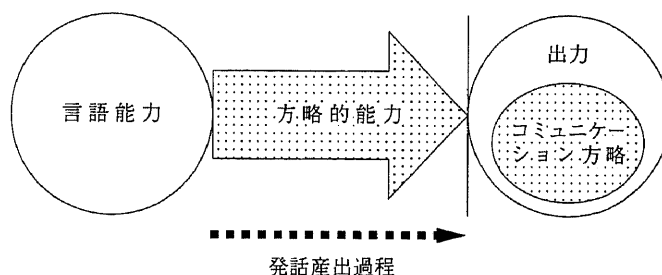 言語能力
方略的能力
出力
コミュニケー
ション方略
発話産出過程